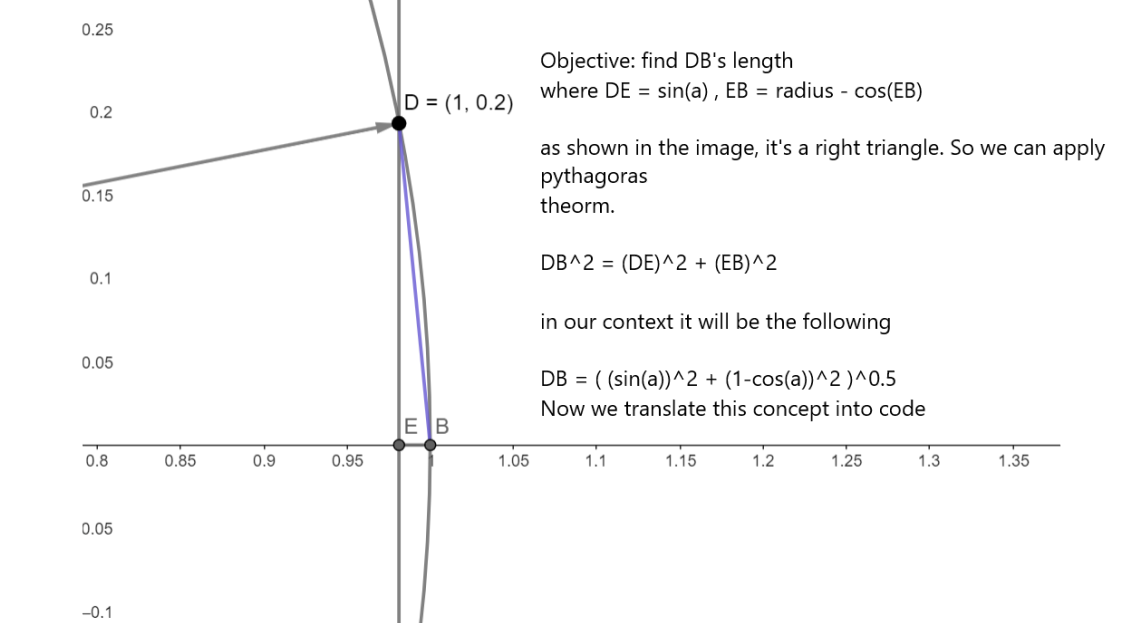 0.25
Objective: find DB's length
where DE = sin(a) , EB = radius - cos(EB)
D = (1, 0.2)
0.2
as shown in the image, it's a right triangle. So we can apply
pythagoras
0.15
theorm.
DB^2 = (DE)^2 + (EB)^2
0.1
in our context it will be the following
0.05
DB = ( (sin(a))^2 + (1-cos(a))^2 )^0.5
Now we translate this concept into code
E B
0.8 0.85 0.9 0.95 1 1.05 1.1 1.15 1.2 1.25 1.3 1.35
0.05
–0.1